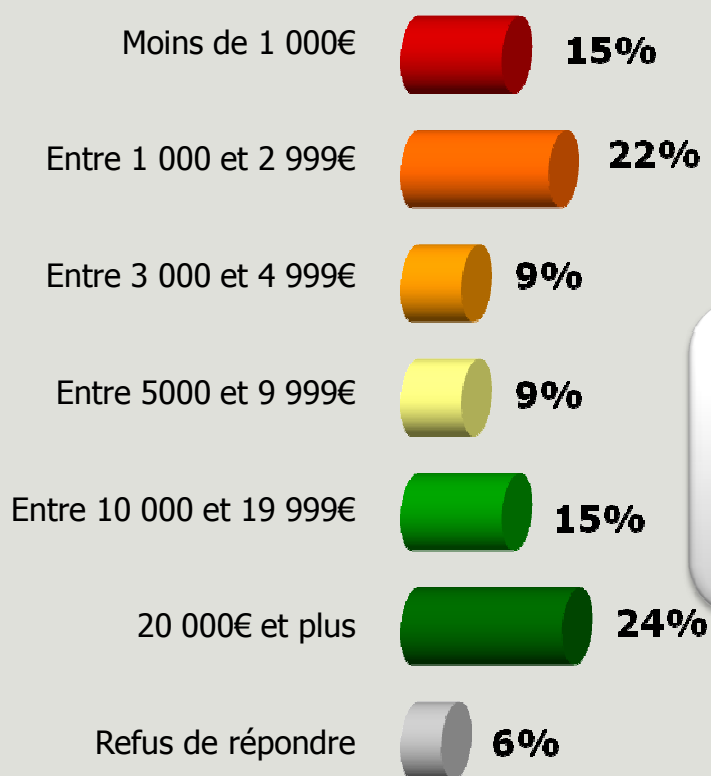 Moins de 1 000€ 15%
Entre 1 000 et 2 999€ 22%
Entre 3 000 et 4 999€ 9%
Entre 5000 et 9 999€ 9%
Entre 10 000 et 19 999€ 15%
20 000€ et plus 24%
Refus de répondre 6%